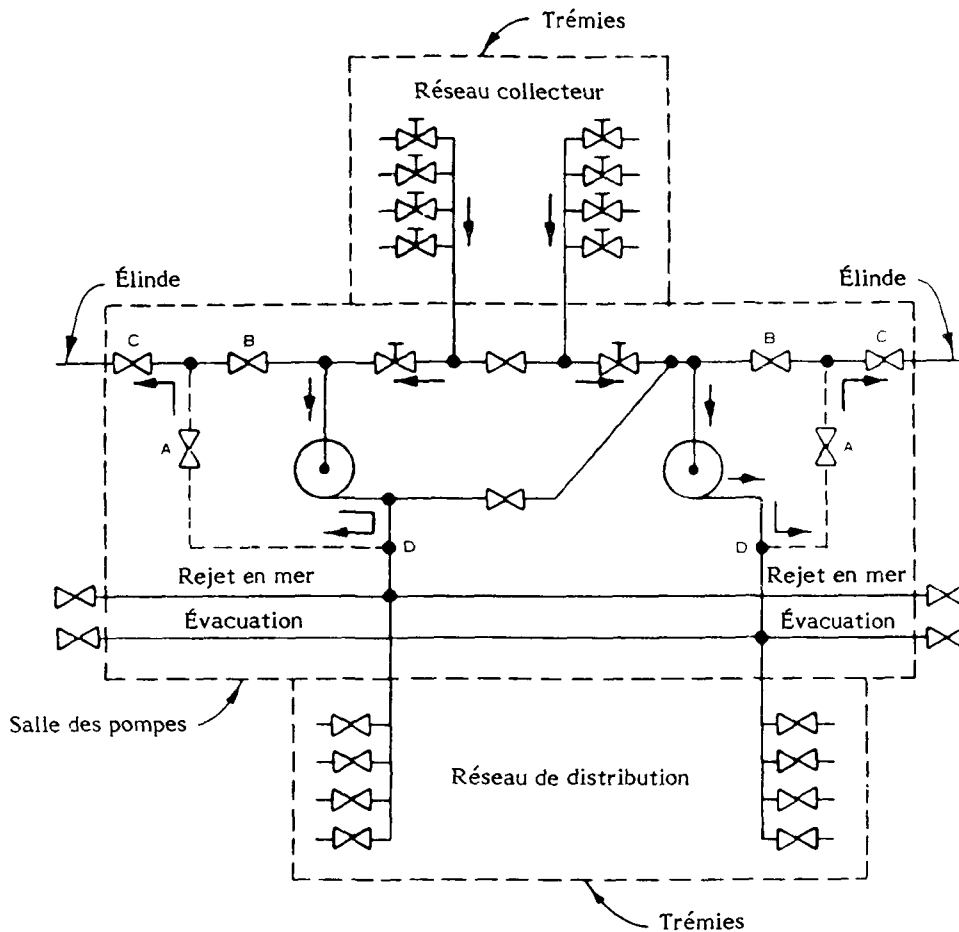 Trémies
Réseau collecteur
Élinde
Élinde
C
B
B
C
A
A
D
D
Rejet en mer
Rejet en mer
Évacuation
Évacuation
Salle des pompes
Réseau de distribution
Trémies